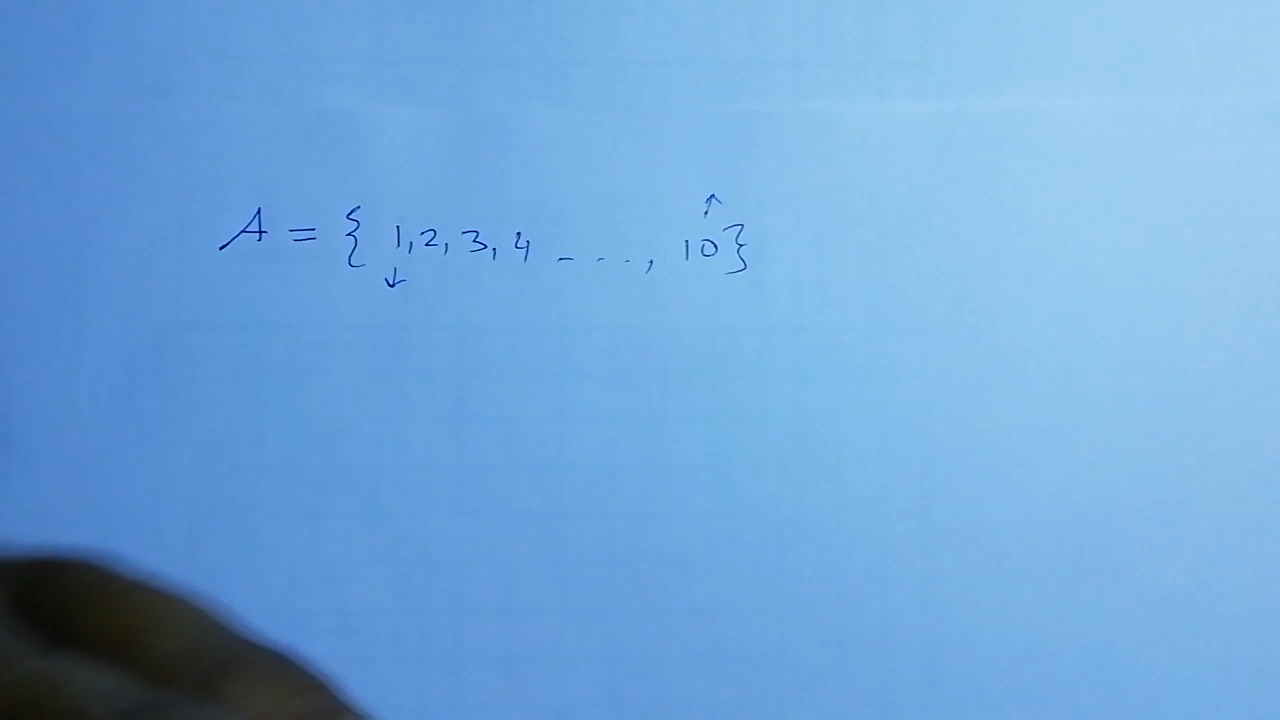 A = { 1, 2, 3, 4 - - . . . , 10 }